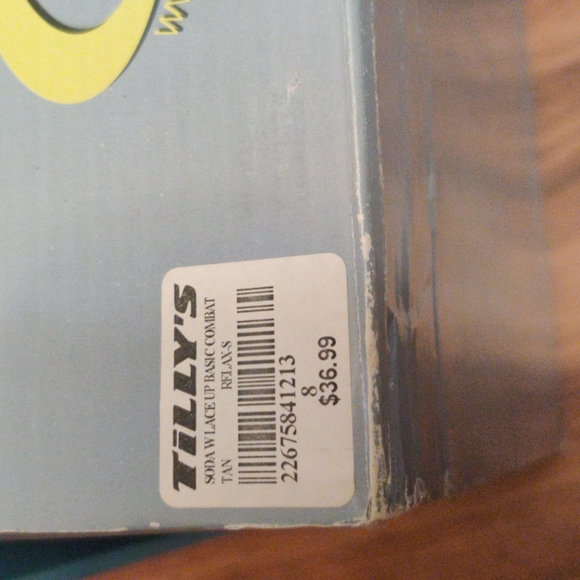 TiLLY'S
SODA W LACE UP BASIC COMBAT
TAN RELAX-S
22675841213
8
$36.99